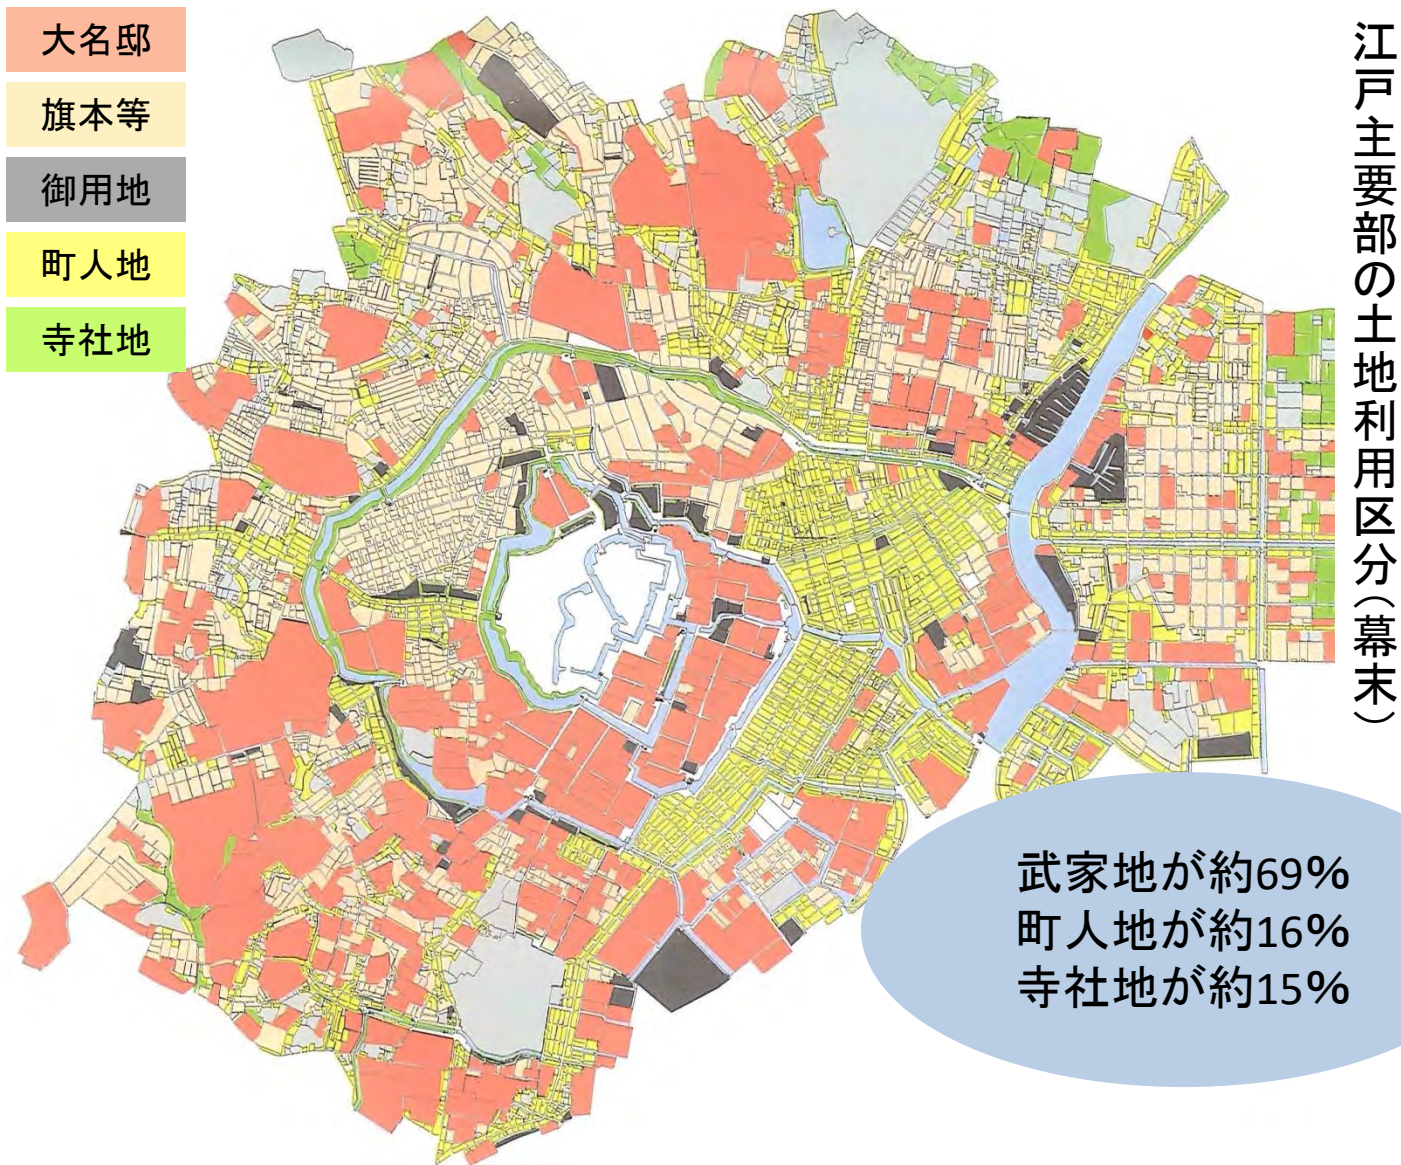 大名邸
旗本等
御用地
町人地
寺社地
江戸主要部の土地利用区分（幕末）
武家地が約69%
町人地が約16%
寺社地が約15%